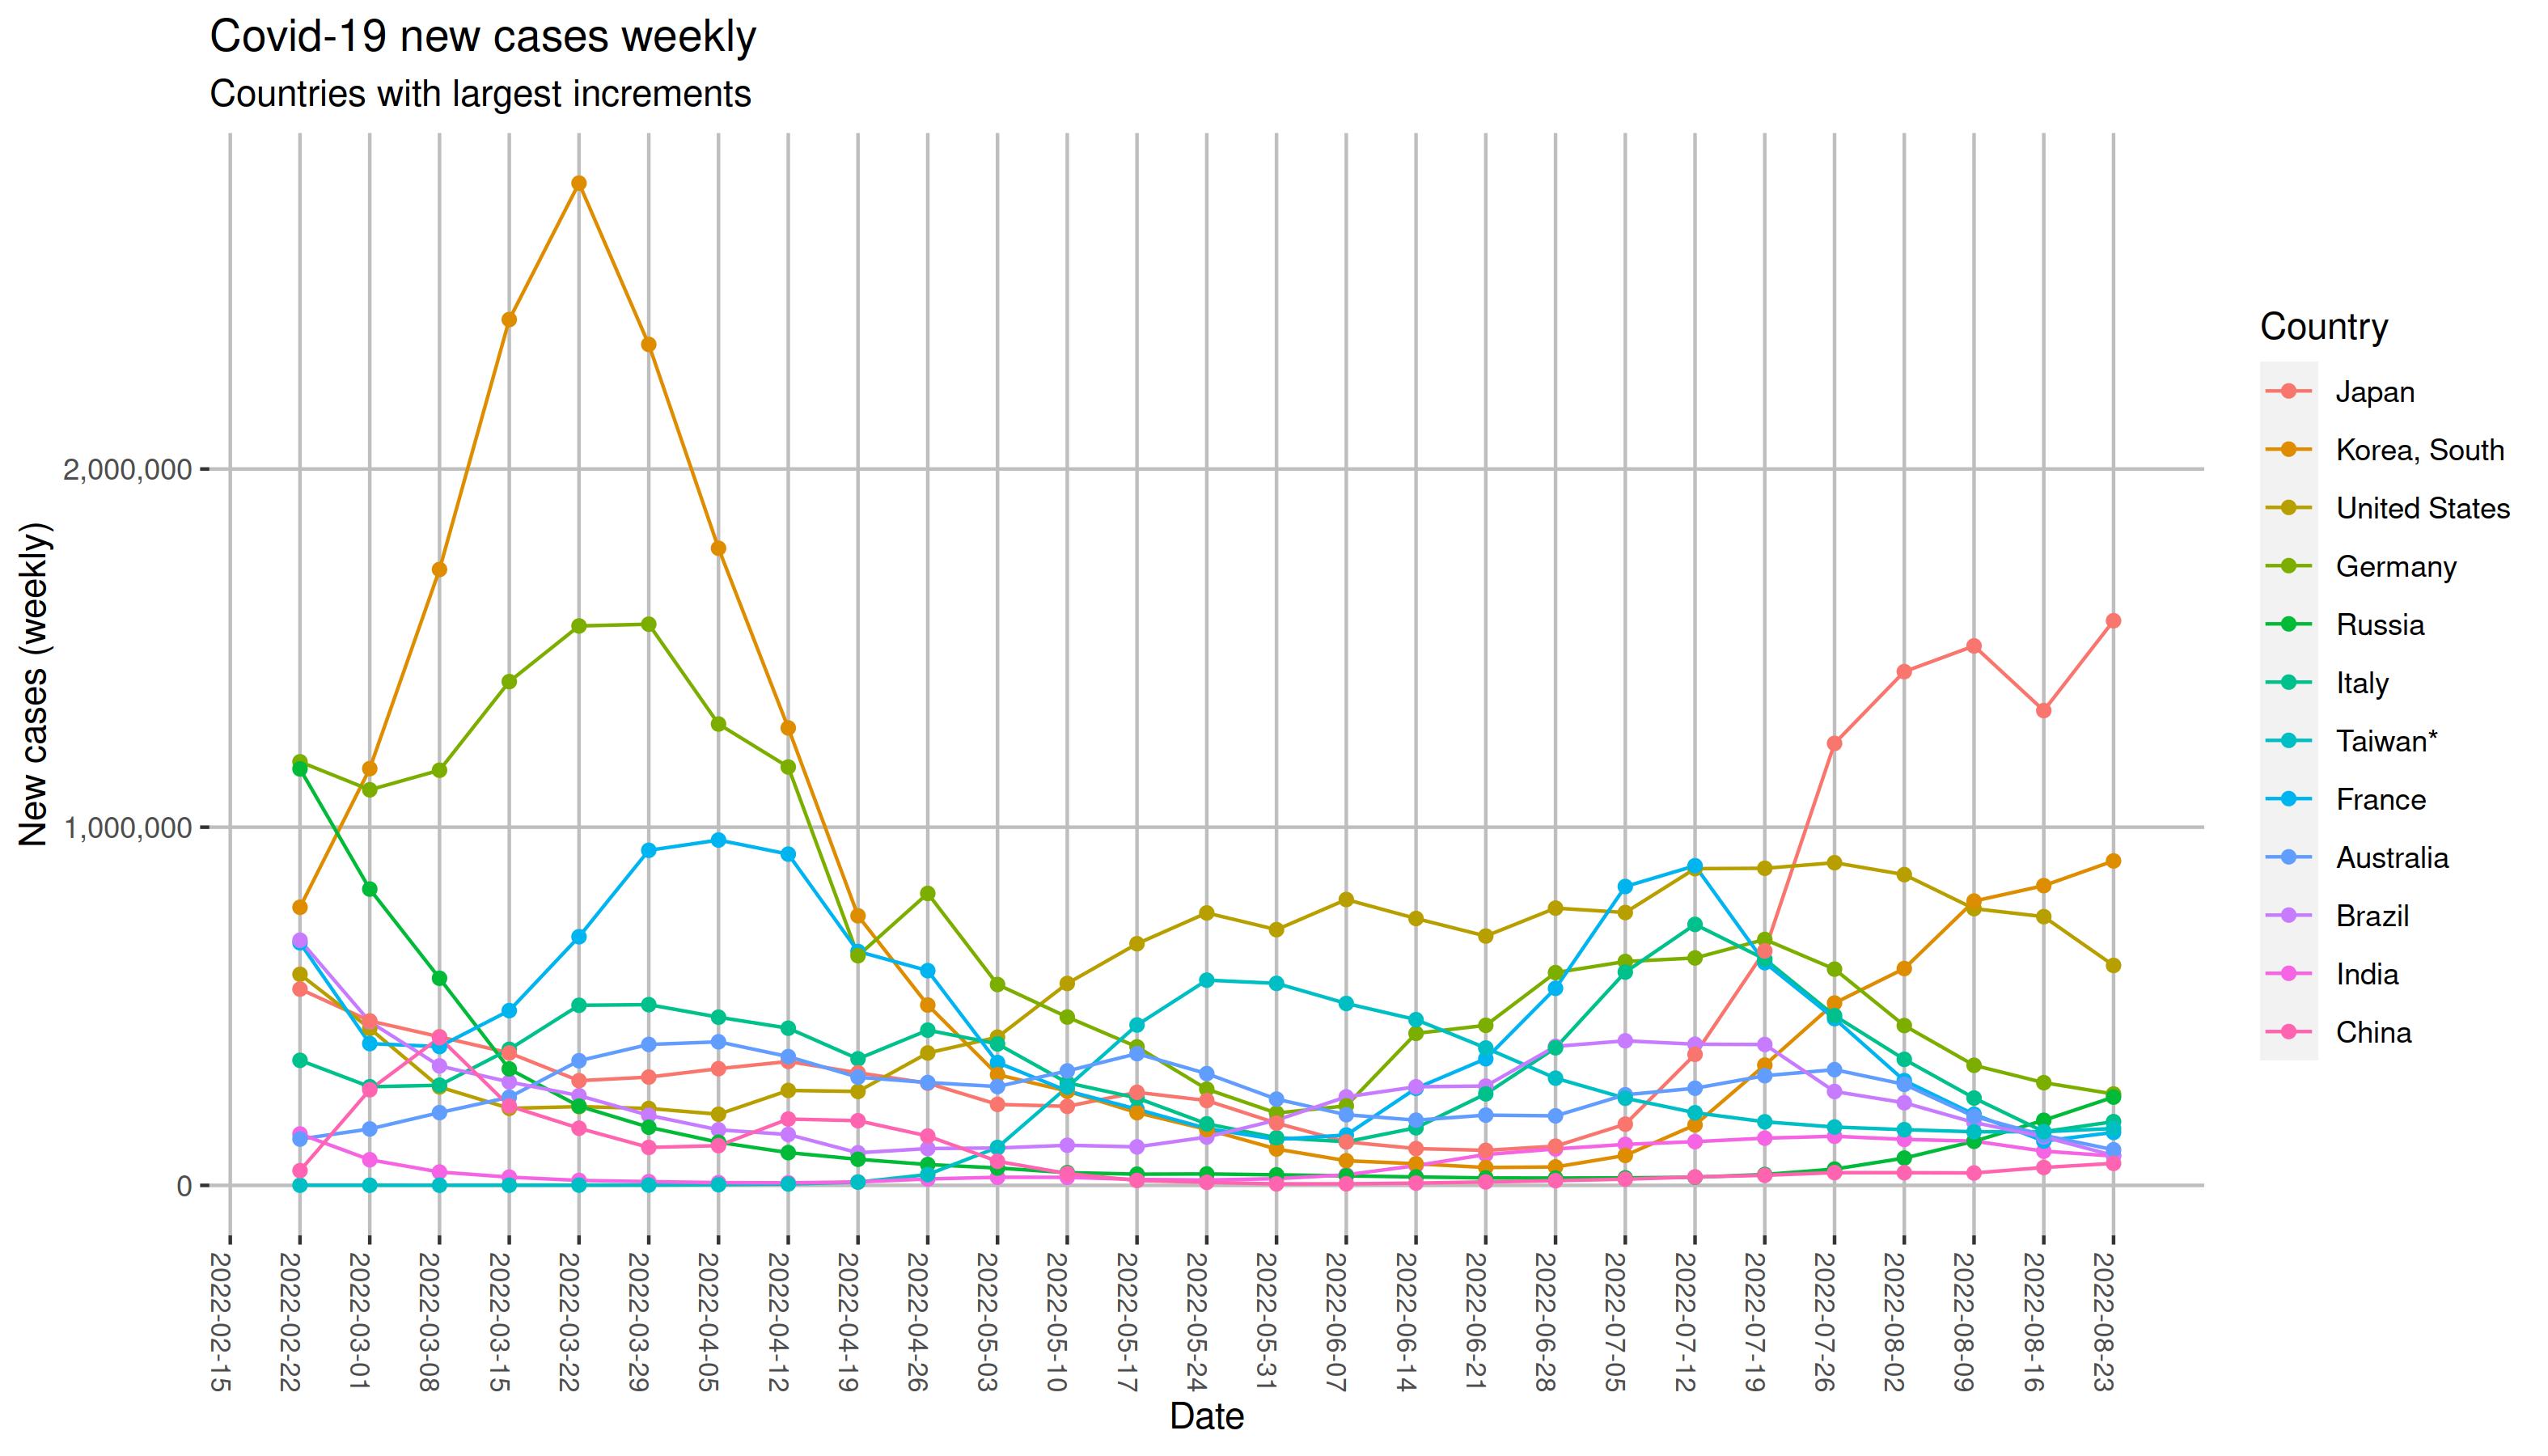 Covid-19 new cases weekly
Countries with largest increments
New cases (weekly)
2,000,000
1,000,000
0
2022-02-15
2022-02-22
2022-03-01
2022-03-08
2022-03-15
2022-03-22
2022-03-29
2022-04-05
2022-04-12
2022-04-19
2022-04-26
2022-05-03
2022-05-10
2022-05-17
2022-05-24
2022-05-31
2022-06-07
2022-06-14
2022-06-21
2022-06-28
2022-07-05
2022-07-12
2022-07-19
2022-07-26
2022-08-02
2022-08-09
2022-08-16
2022-08-23
Date
Country
Japan
Korea, South
United States
Germany
Russia
Italy
Taiwan*
France
Australia
Brazil
India
China